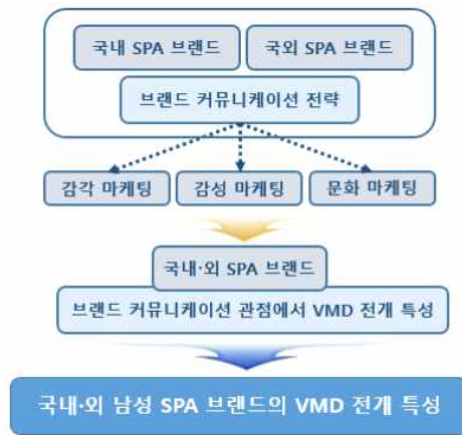 국내 SPA 브랜드 국외 SPA 브랜드
브랜드 커뮤니케이션 전략
감각 마케팅 감성 마케팅 문화 마케팅
국내·외 SPA 브랜드
브랜드 커뮤니케이션 관점에서 VMD 전개 특성
국내·외 남성 SPA 브랜드의 VMD 전개 특성